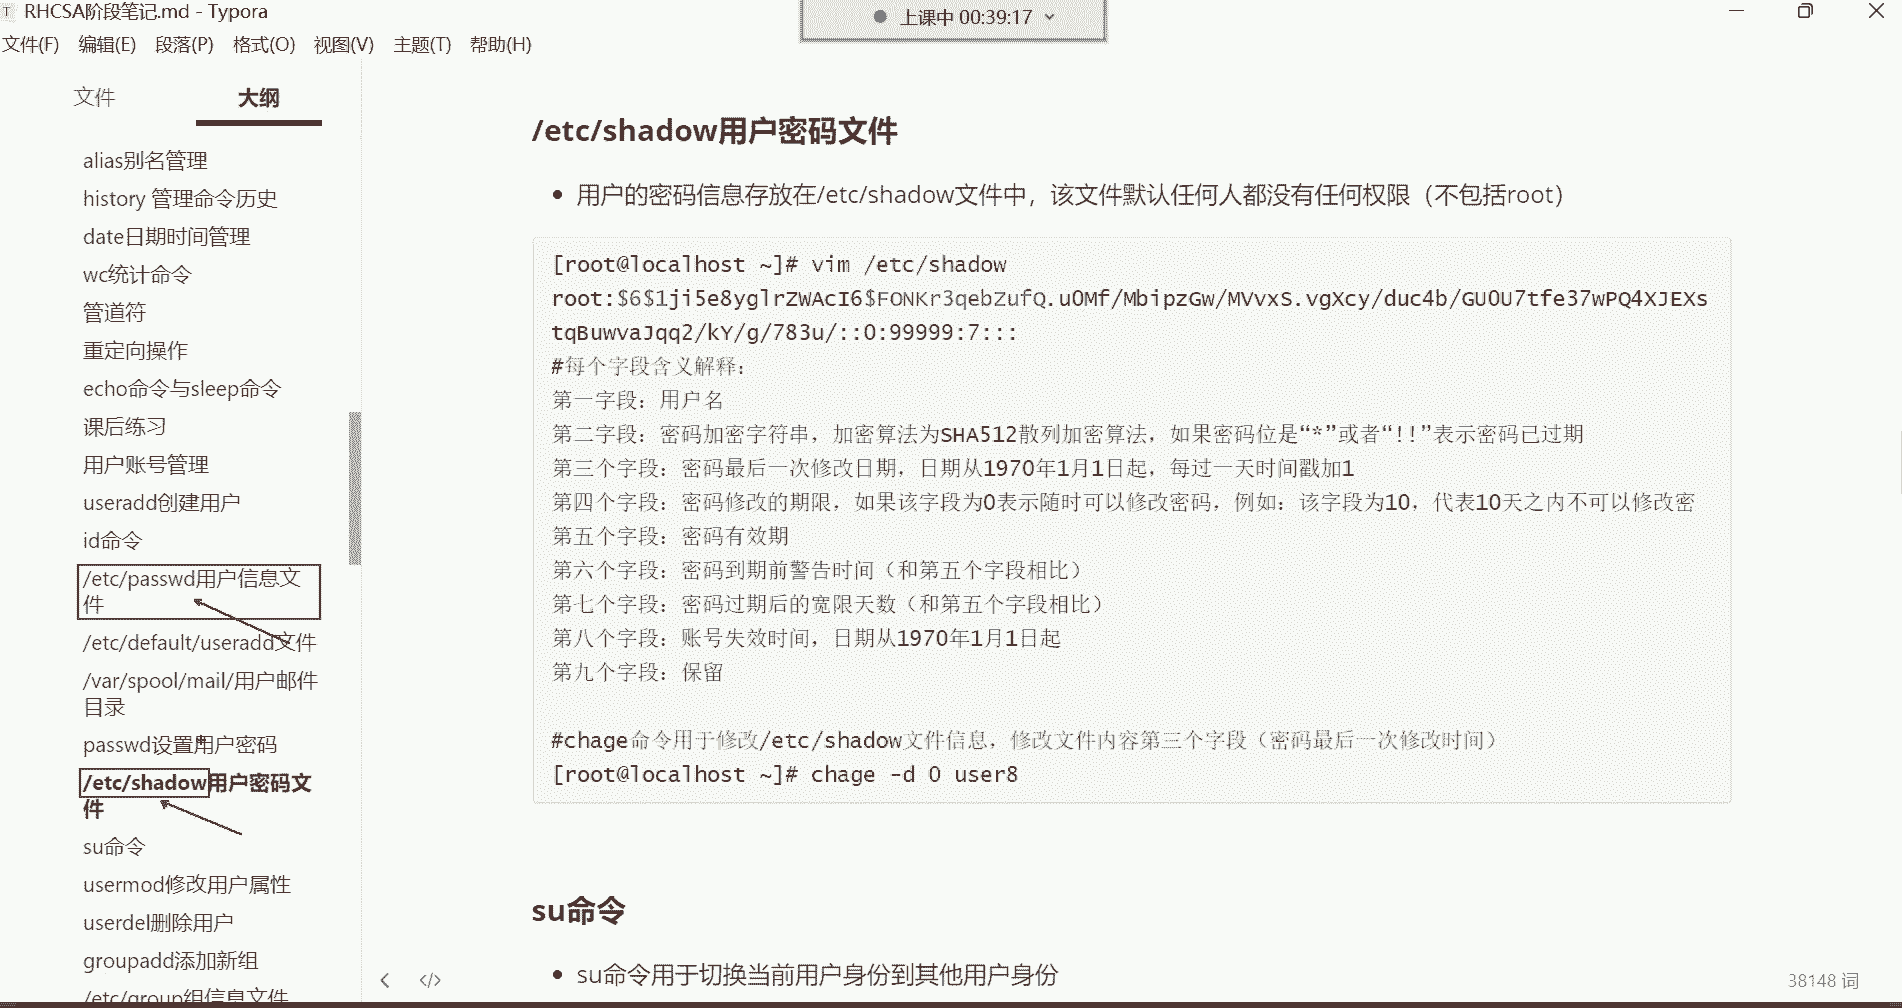 RHCSA阶段笔记.md - Typora
上课中 00:39:17
文件(F) 编辑(E) 段落(P) 格式(O) 视图(V) 主题(T) 帮助(H)
文件 大纲
alias别名管理
history 管理命令历史
date日期时间管理
wc统计命令
管道符
重定向操作
echo命令与sleep命令
课后练习
用户账号管理
useradd创建用户
id命令
/etc/passwd用户信息文
件
/etc/default/useradd文件
/var/spool/mail/用户邮件
目录
passwd设置用户密码
/etc/shadow用户密码文
件
su命令
usermod修改用户属性
userdel删除用户
groupadd添加新组
/etc/group组信息文件
/etc/shadow用户密码文件
用户的密码信息存放在/etc/shadow文件中，该文件默认任何人都没有任何权限（不包括root）
[root@localhost ~]# vim /etc/shadow
root:$6$1ji5e8yglrZWAcI6$FONKr3qebZufQ.uOMf/MbipzGw/MVvxS.vgXcy/duc4b/GUOU7tfe37wPQ4XJEXs
tqBuwvaJqq2/kY/g/783u/::0:99999:7:::
#每个字段含义解释：
第一字段：用户名
第二字段：密码加密字符串，加密算法为SHA512散列加密算法，如果密码位是“*”或者“!!”表示密码已过期
第三个字段：密码最后一次修改日期，日期从1970年1月1日起，每过一天时间戳加1
第四个字段：密码修改的期限，如果该字段为0表示随时可以修改密码，例如：该字段为10，代表10天之内不可以修改密
第五个字段：密码有效期
第六个字段：密码到期前警告时间（和第五个字段相比）
第七个字段：密码过期后的宽限天数（和第五个字段相比）
第八个字段：账号失效时间，日期从1970年1月1日起
第九个字段：保留
#chage命令用于修改/etc/shadow文件信息，修改文件内容第三个字段（密码最后一次修改时间）
[root@localhost ~]# chage -d 0 user8
su命令
su命令用于切换当前用户身份到其他用户身份
38148 词